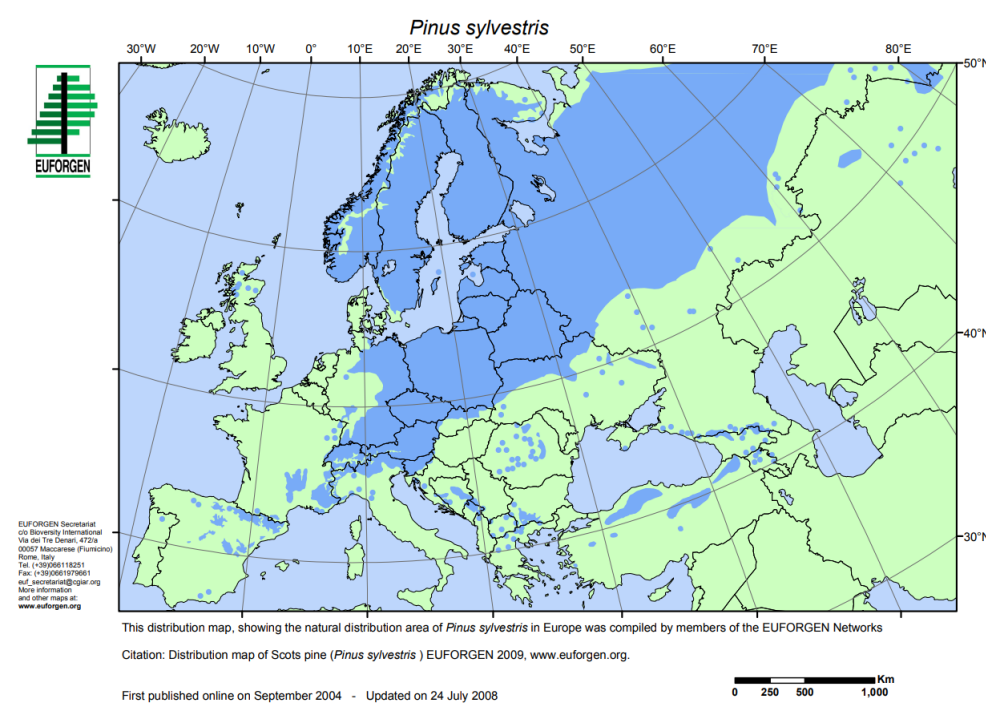 Pinus sylvestris
30°W 20°W 10°W 0° 10°E 20°E 30°E 40°E 50°E 60°E 70°E 80°E
50°N
EUFORGEN
40°N
30°N
EUFORGEN Secretariat
c/o Bioversity International
Via dei Tre Denari, 472/a
00057 Maccarese (Fiumicino)
Rome, Italy
Tel. (+39)066118251
Fax: (+39)0661979661
euf_secretariat@cgiar.org
More information
and other maps at:
www.euforgen.org
This distribution map, showing the natural distribution area of Pinus sylvestris in Europe was compiled by members of the EUFORGEN Networks
Citation: Distribution map of Scots pine (Pinus sylvestris ) EUFORGEN 2009, www.euforgen.org.
Km
0 250 500 1,000
First published online on September 2004 - Updated on 24 July 2008